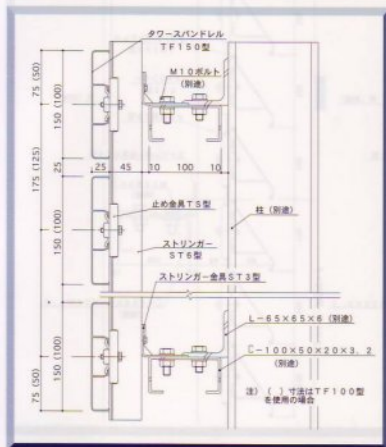 タワースパンドレル
TF150型
M10ボルト
(別途)
75 (50)
150 (100)
175 (125)
25
150 (100)
150 (100)
75 (50)
25 45 10 100 10
止め金具TS型
柱(別途)
ストリンガー
ST6型
ストリンガー金具ST3型
L-65×65×6(別途)
C-100×50×20×3.2
(別途)
注)( )寸法はTF100型
を使用の場合